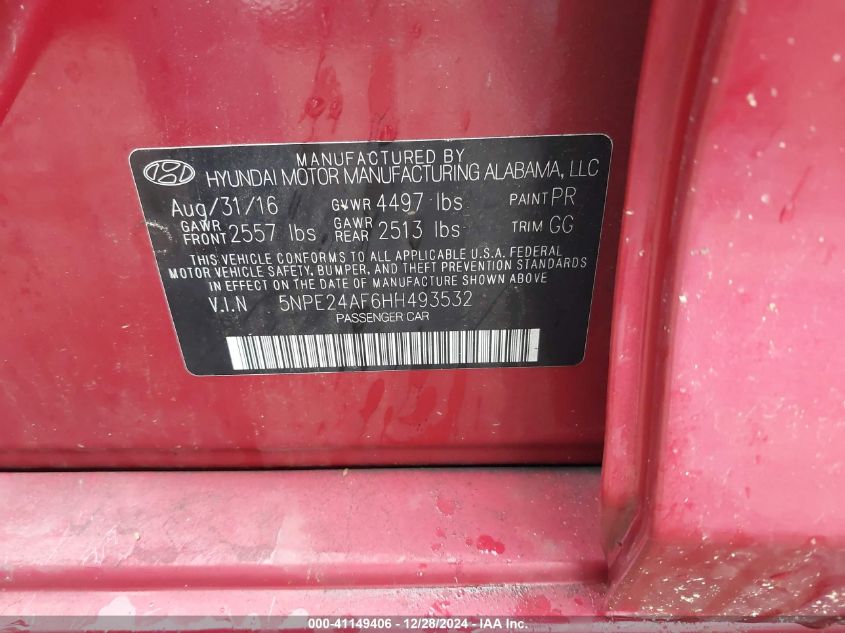 MANUFACTURED BY
HYUNDAI MOTOR MANUFACTURING ALABAMA, LLC
Aug/31/16 GVWR 4497 lbs PAINT PR
GAWR FRONT 2557 lbs GAWR REAR 2513 lbs TRIM GG
THIS VEHICLE CONFORMS TO ALL APPLICABLE U.S.A. FEDERAL
MOTOR VEHICLE SAFETY, BUMPER, AND THEFT PREVENTION STANDARDS
IN EFFECT ON THE DATE OF MANUFACTURE SHOWN ABOVE
V.I.N 5NPE24AF6HH493532
PASSENGER CAR
000-41149406 - 12/28/2024 - IAA Inc.